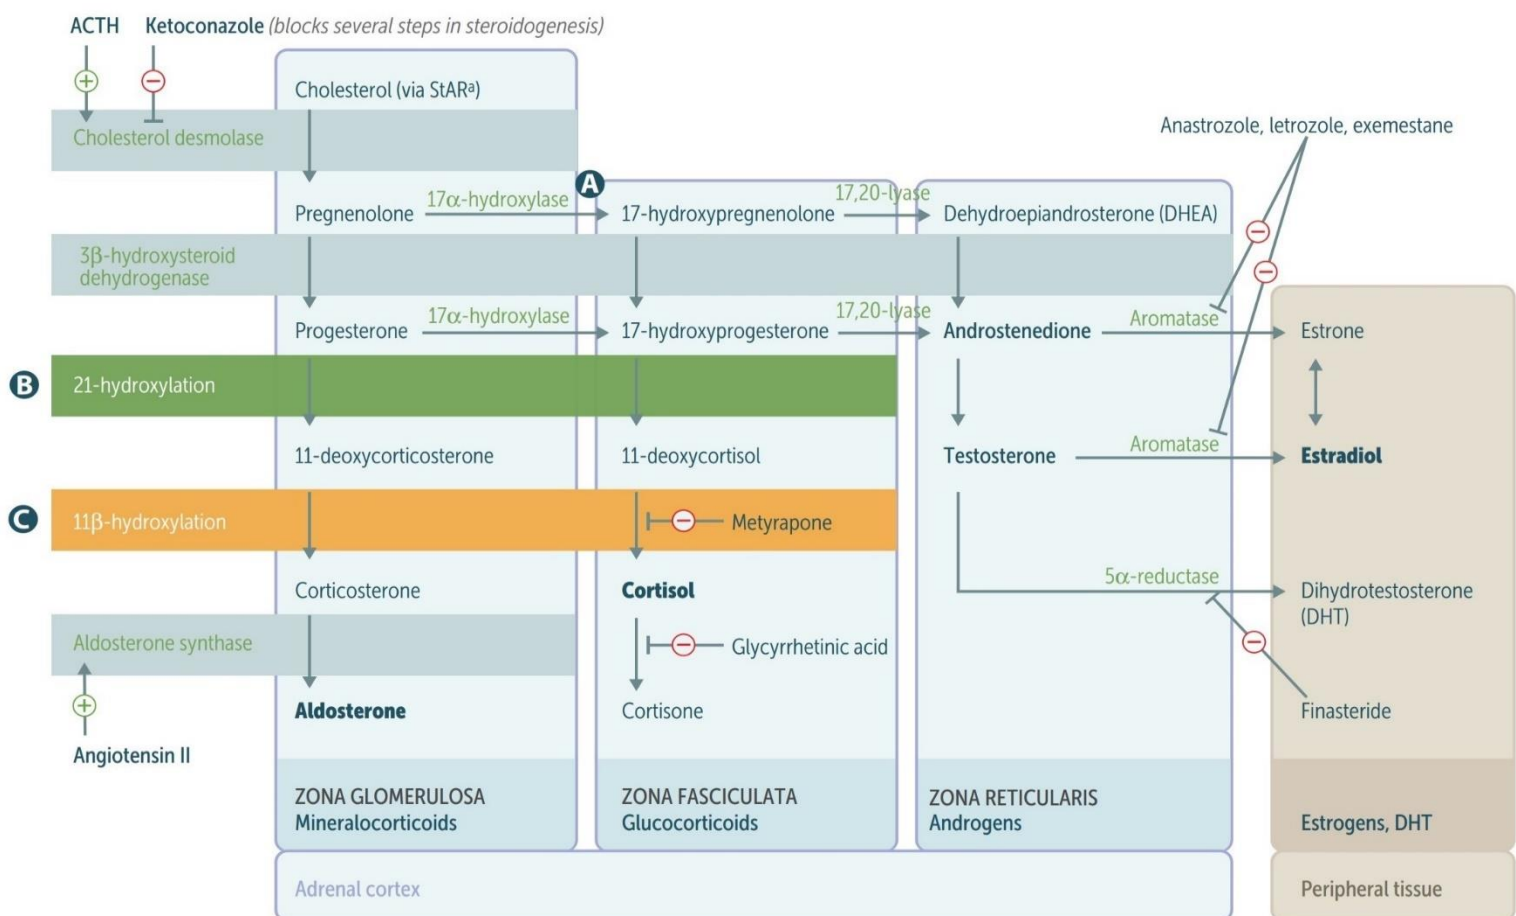 ACTH Ketoconazole (blocks several steps in steroidogenesis)
Cholesterol (via StARᵃ)
Cholesterol desmolase
Anastrozole, letrozole, exemestane
A
Pregnenolone 17α-hydroxylase 17-hydroxypregnenolone 17,20-lyase Dehydroepiandrosterone (DHEA)
3β-hydroxysteroid
dehydrogenase
Progesterone 17α-hydroxylase 17-hydroxyprogesterone 17,20-lyase Androstenedione Aromatase Estrone
B 21-hydroxylation
11-deoxycorticosterone 11-deoxycortisol Testosterone Aromatase Estradiol
C 11β-hydroxylation Metyrapone
Corticosterone Cortisol 5α-reductase Dihydrotestosterone
(DHT)
Aldosterone synthase Glycyrrhetinic acid
Aldosterone Cortisone Finasteride
Angiotensin II
ZONA GLOMERULOSA ZONA FASCICULATA ZONA RETICULARIS
Mineralocorticoids Glucocorticoids Androgens Estrogens, DHT
Adrenal cortex Peripheral tissue